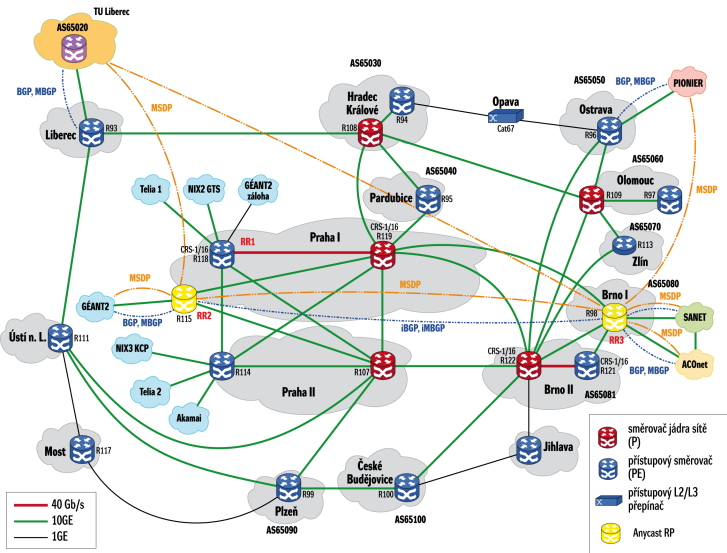 TU Liberec
AS65020
BGP, MBGP
MSDP
Liberec
R93
AS65030
Hradec
Králové
R108
R94
Opava
Cat67
AS65050
Ostrava
R96
BGP, MBGP
PIONIER
MSDP
AS65040
Pardubice
R95
AS65060
Olomouc
R109
R97
AS65070
R113
Zlín
Telia 1
NIX2 GTS
GÉANT2
záloha
CRS-1/16
R118
RR1
Praha I
CRS-1/16
R119
MSDP
GÉANT2
BGP, MBGP
R115
RR2
MSDP
iBGP, iMBGP
AS65080
Brno I
R98
RR3
MSDP
SANET
MSDP
ACOnet
BGP, MBGP
Ústí n. L.
R111
NIX3 KCP
Telia 2
Akamai
R114
Praha II
R107
CRS-1/16
R122
Brno II
CRS-1/16
R121
AS65081
Most
R117
Plzeň
R99
AS65090
České
Budějovice
R100
AS65100
Jihlava
40 Gb/s
10GE
1GE
směrovač jádra sítě
(P)
přístupový směrovač
(PE)
přístupový L2/L3
přepínač
Anycast RP